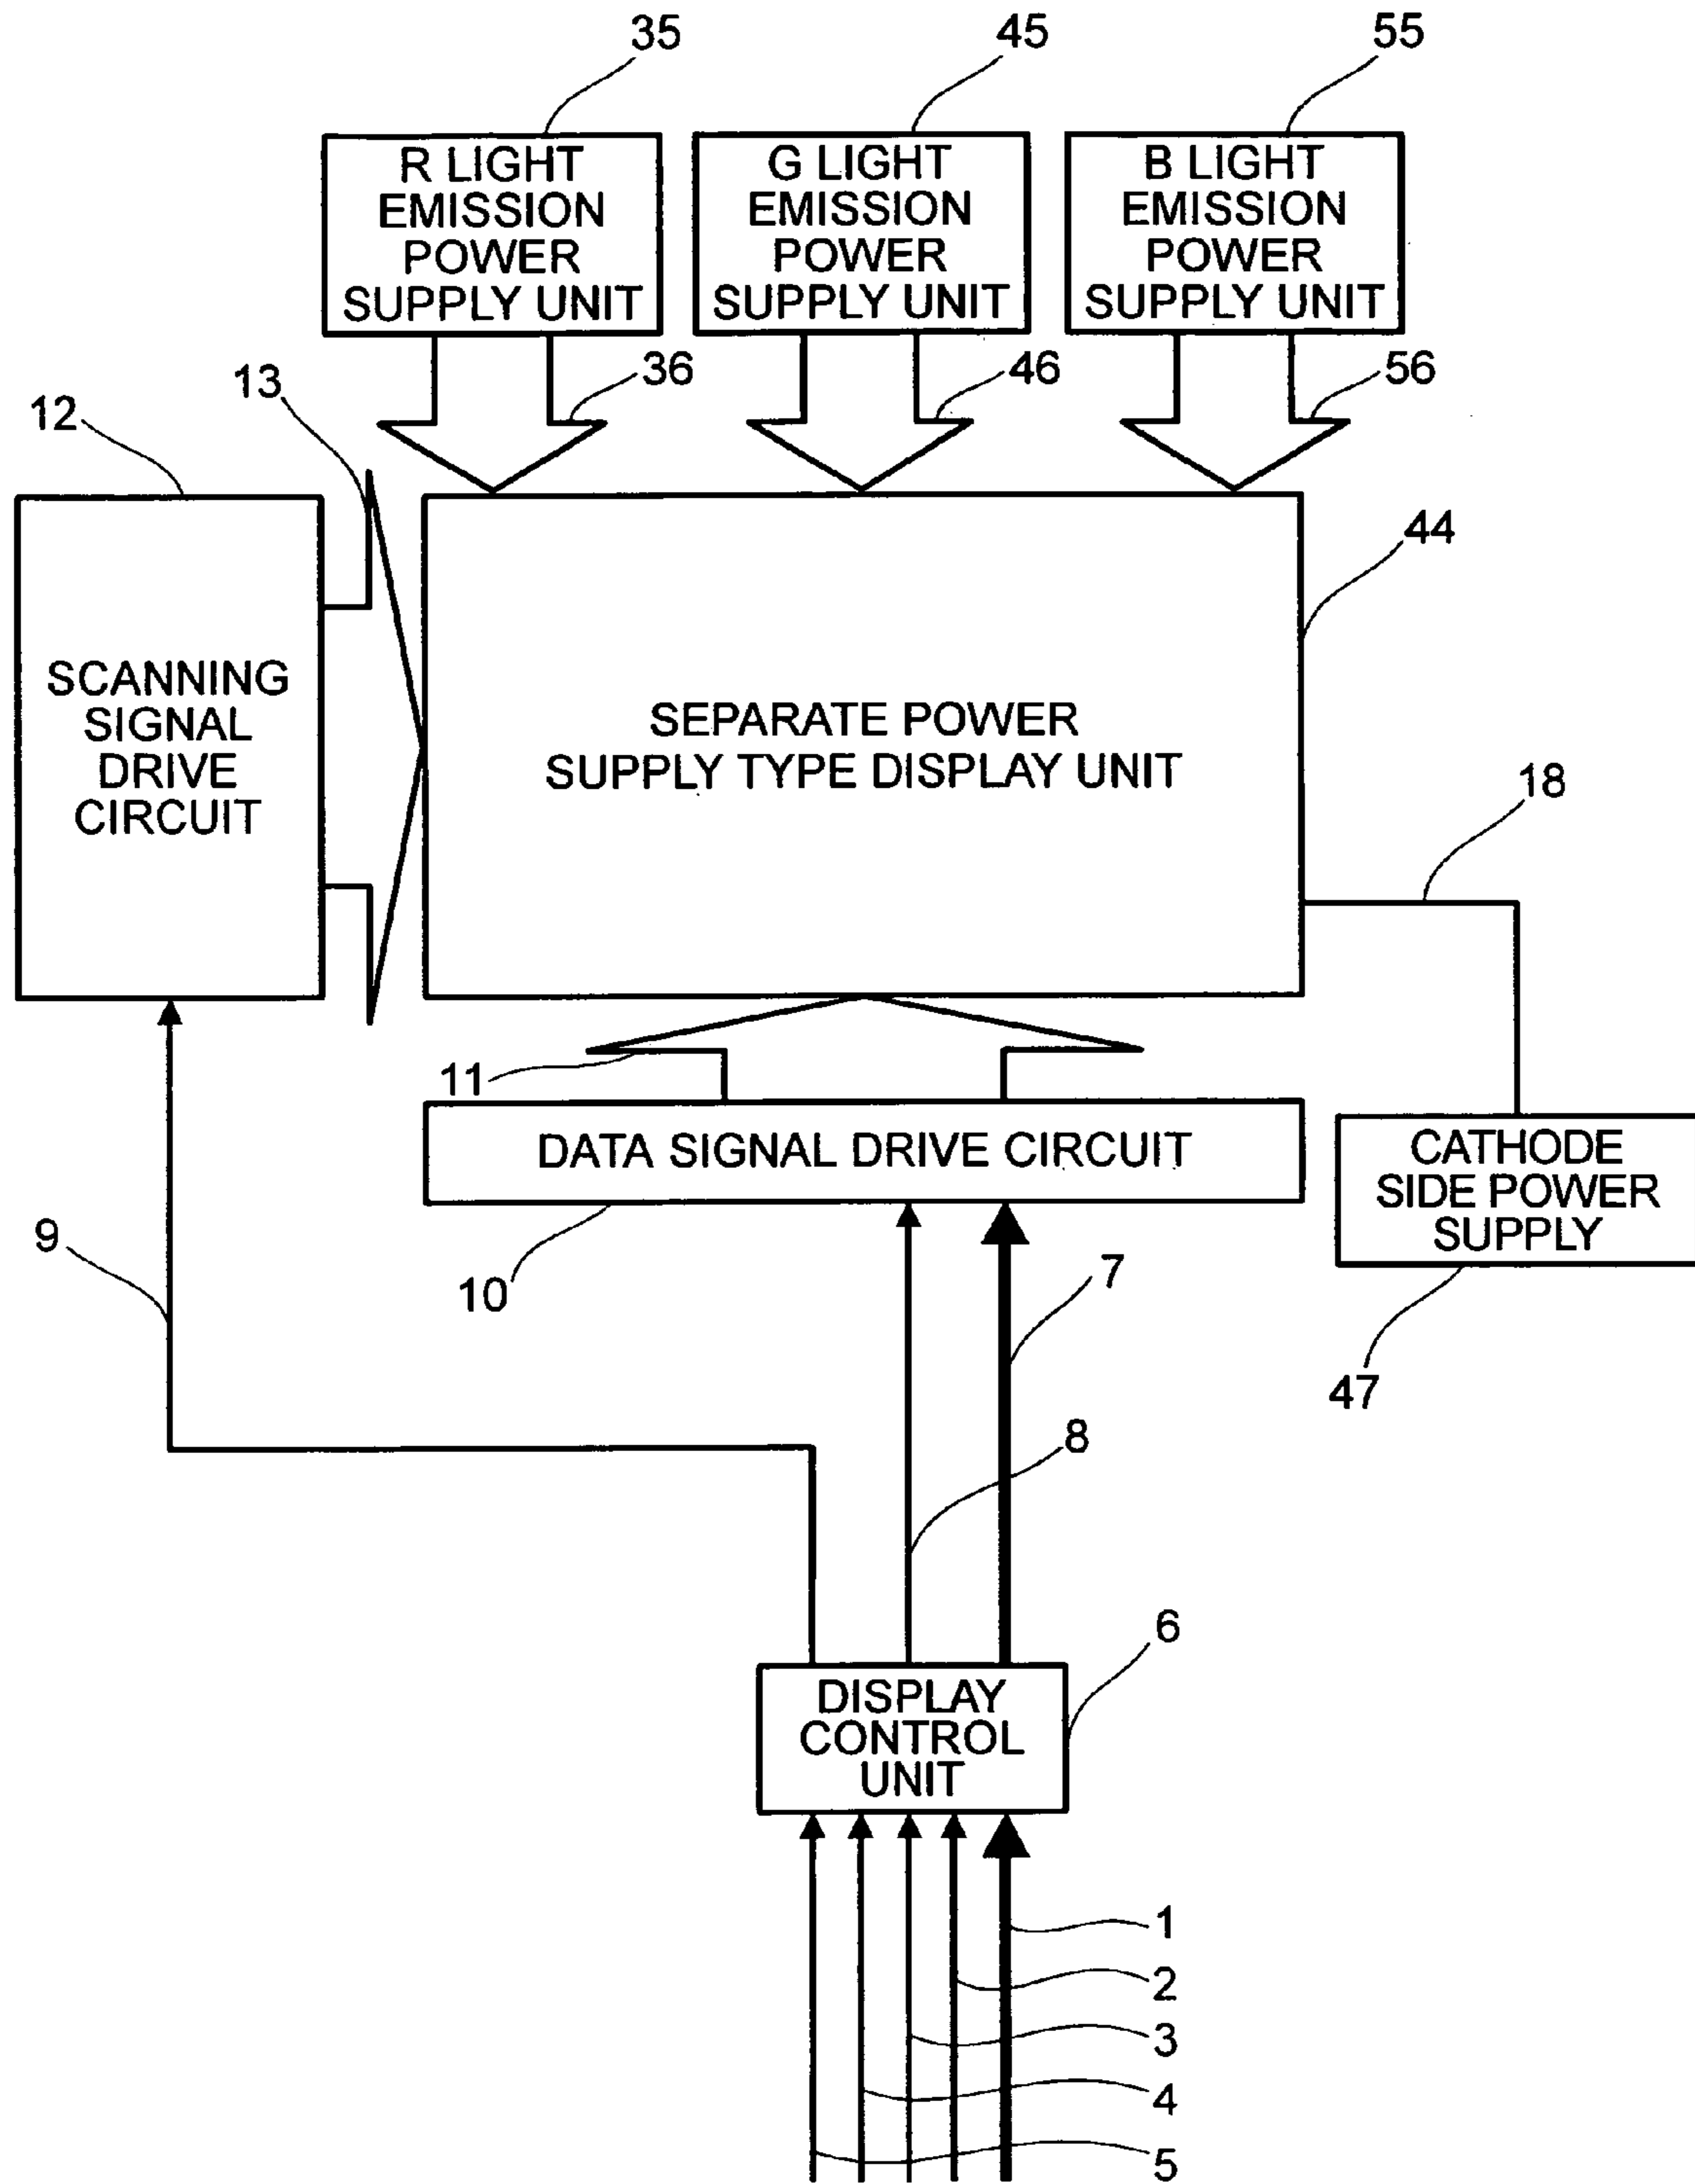 35
45
55
R LIGHT
EMISSION
POWER
SUPPLY UNIT
G LIGHT
EMISSION
POWER
SUPPLY UNIT
B LIGHT
EMISSION
POWER
SUPPLY UNIT
36
46
56
13
12
44
SCANNING
SIGNAL
DRIVE
CIRCUIT
SEPARATE POWER
SUPPLY TYPE DISPLAY UNIT
18
11
DATA SIGNAL DRIVE CIRCUIT
CATHODE
SIDE POWER
SUPPLY
9
10
7
47
8
6
DISPLAY
CONTROL
UNIT
1
2
3
4
5